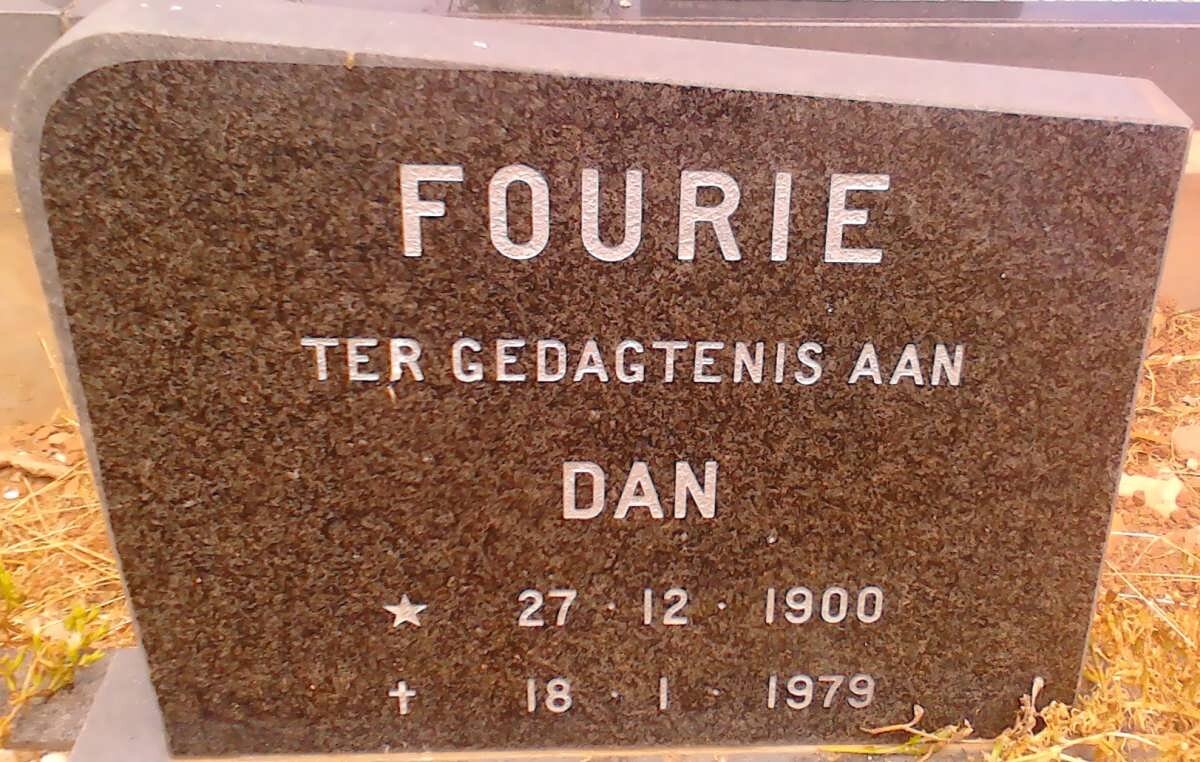 FOURIE
TER GEDAGTENIS AAN
DAN
★ 27 · 12 · 1900
✝ 18 · 1 · 1979